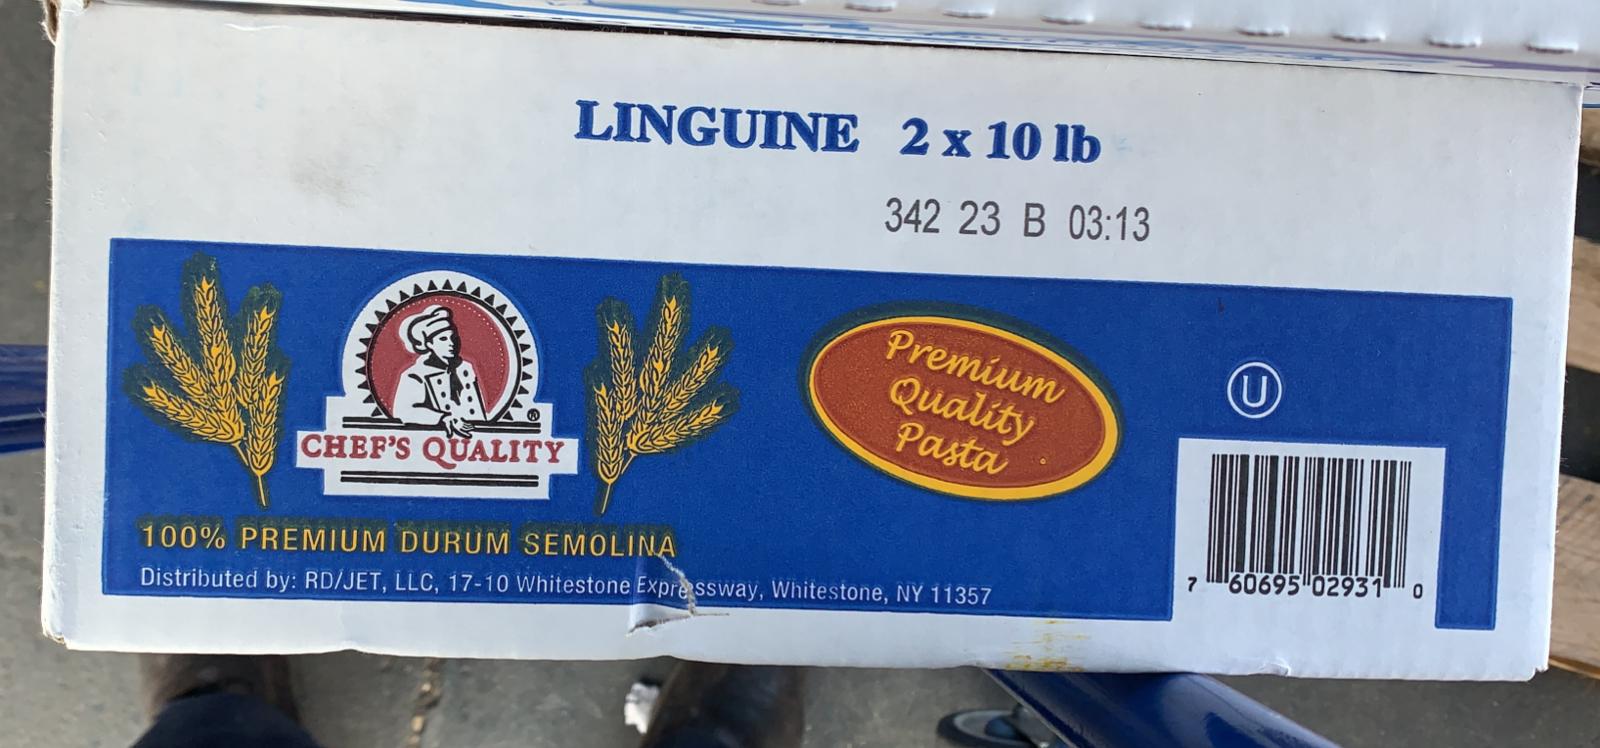 LINGUINE 2 x 10 lb
342 23 B 03:13
CHEF'S QUALITY
®
Premium
Quality
Pasta
U
100% PREMIUM DURUM SEMOLINA
Distributed by: RD/JET, LLC, 17-10 Whitestone Expressway, Whitestone, NY 11357
7 60695 02931 0